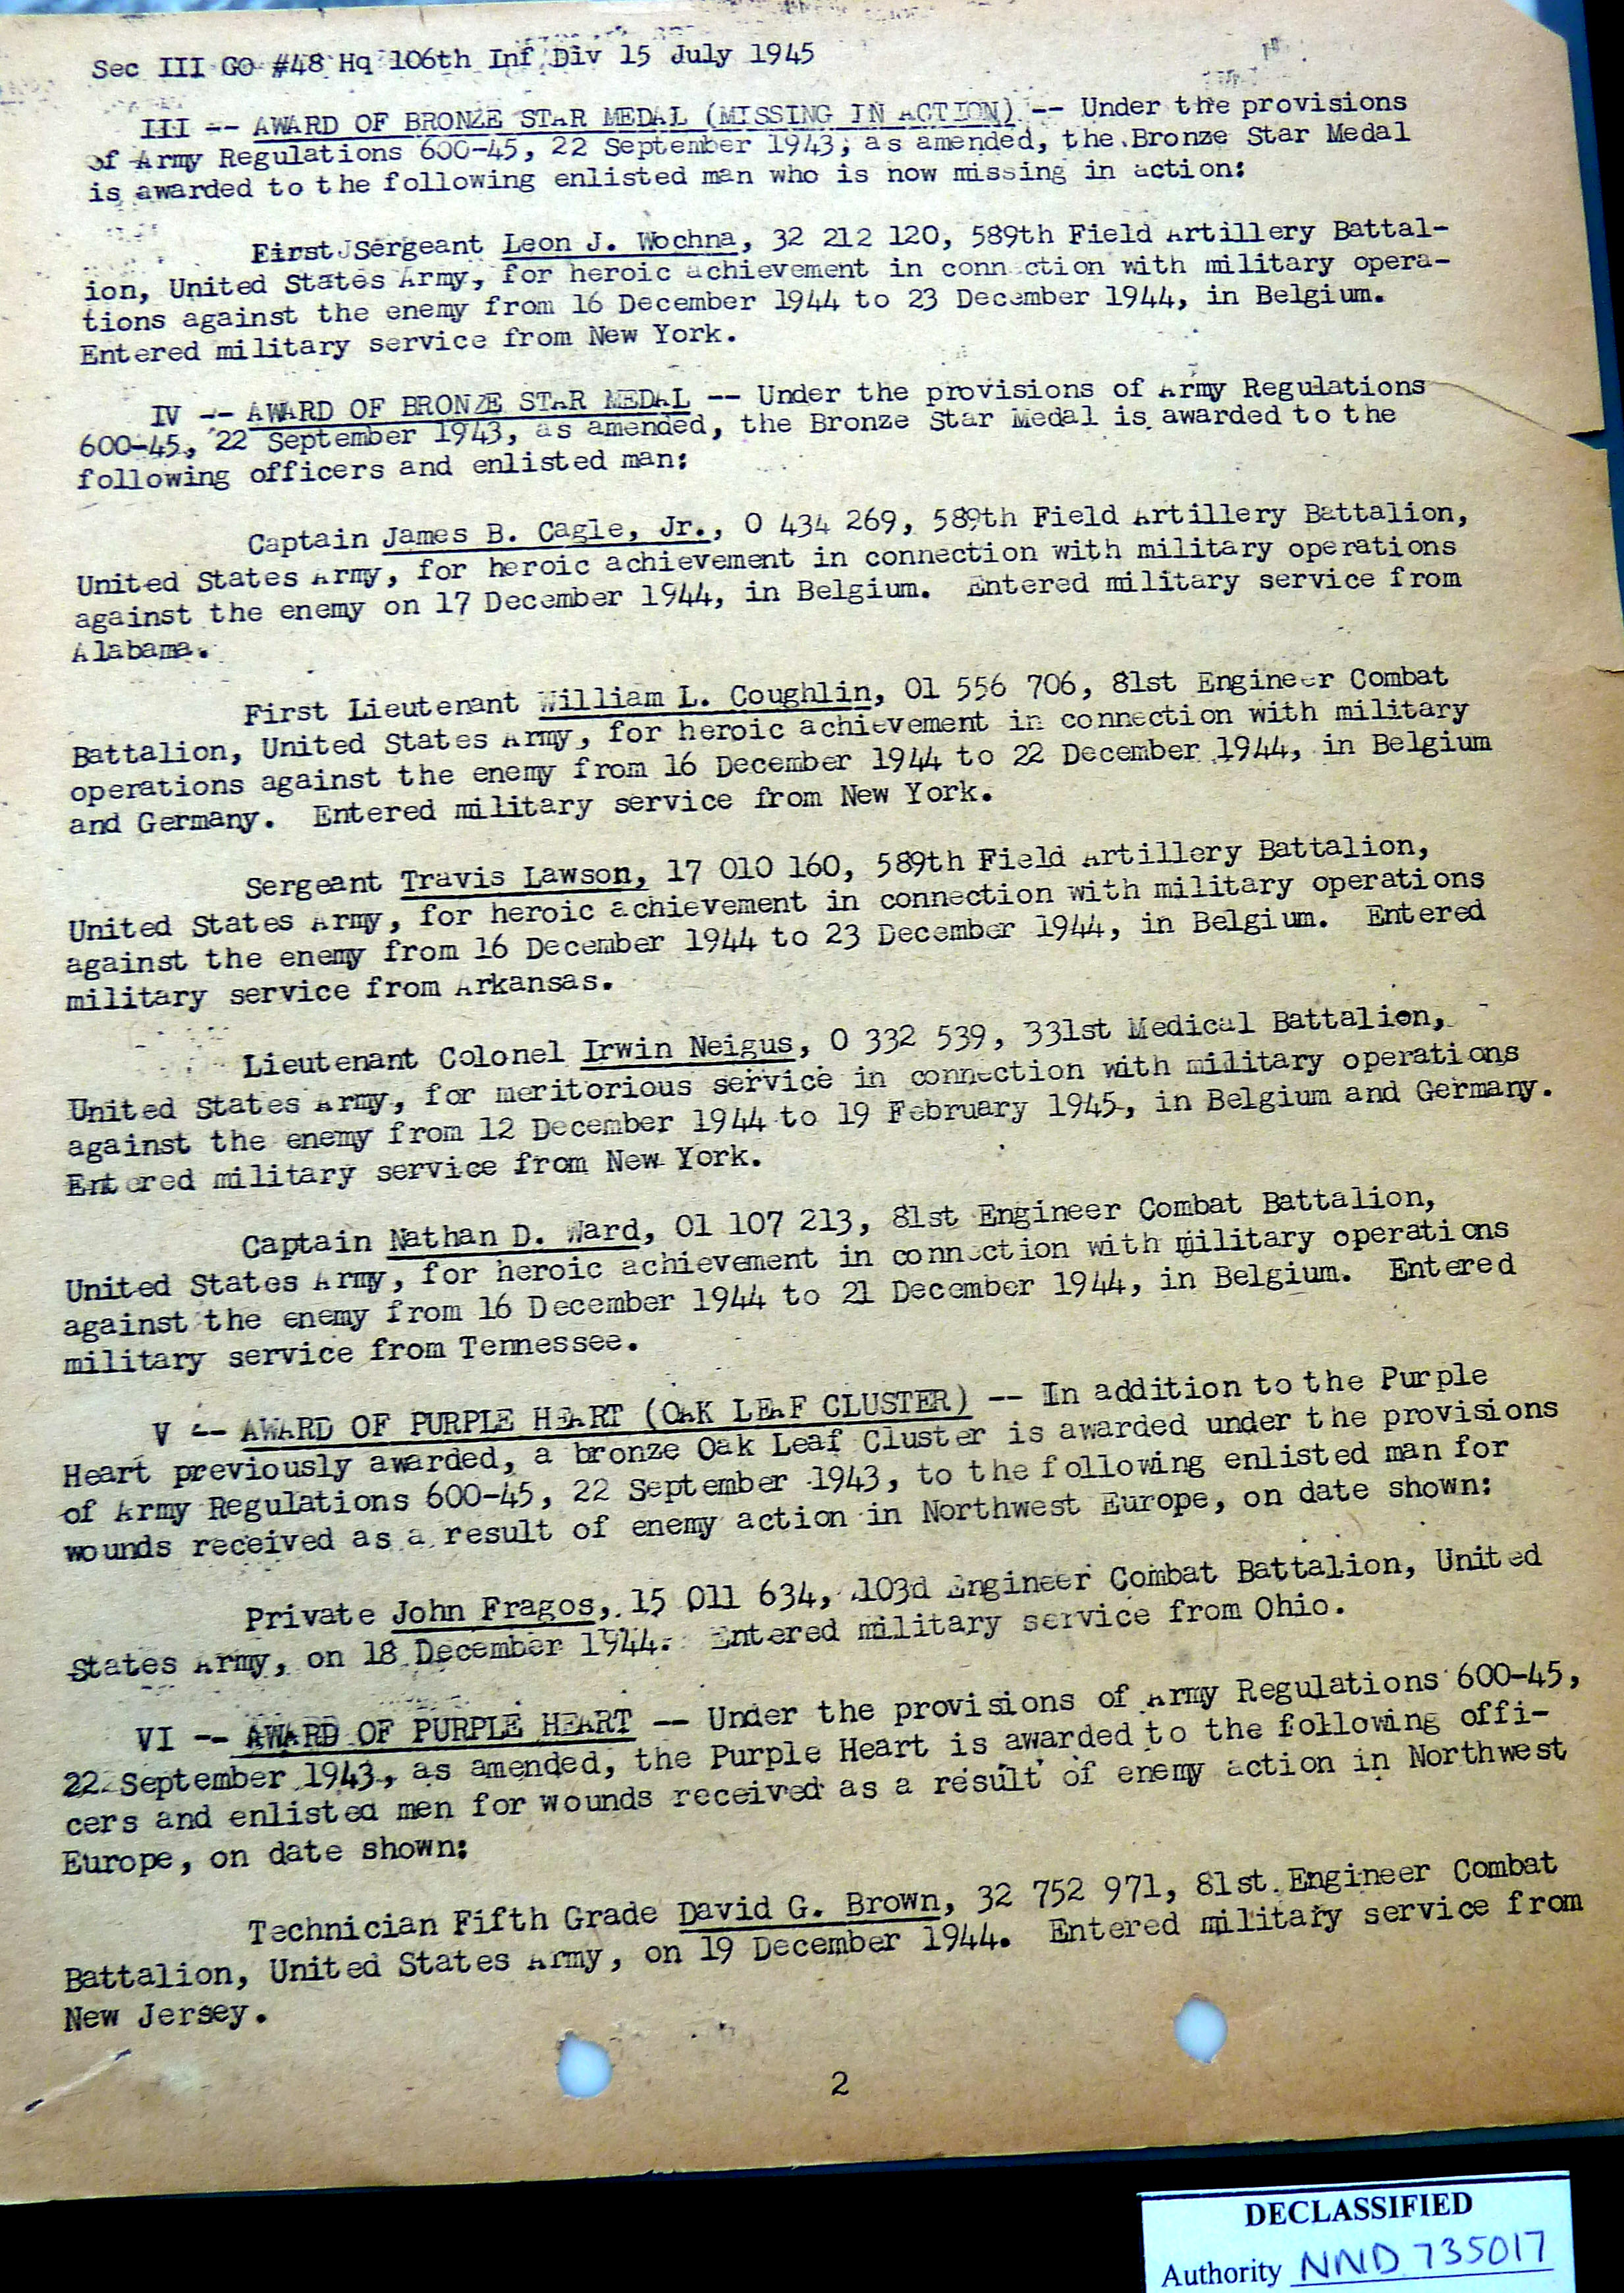 Sec III GO #48 Hq 106th Inf Div 15 July 1945
III -- AWARD OF BRONZE STAR MEDAL (MISSING IN ACTION) -- Under the provisions
of Army Regulations 600-45, 22 September 1943, as amended, the Bronze Star Medal
is awarded to the following enlisted man who is now missing in action:
First Sergeant Leon J. Wochna, 32 212 120, 589th Field Artillery Battal-
ion, United States Army, for heroic achievement in connection with military opera-
tions against the enemy from 16 December 1944 to 23 December 1944, in Belgium.
Entered military service from New York.
IV -- AWARD OF BRONZE STAR MEDAL -- Under the provisions of Army Regulations
600-45, 22 September 1943, as amended, the Bronze Star Medal is awarded to the
following officers and enlisted man:
Captain James B. Cagle, Jr., O 434 269, 589th Field Artillery Battalion,
United States Army, for heroic achievement in connection with military operations
against the enemy on 17 December 1944, in Belgium. Entered military service from
Alabama.
First Lieutenant William L. Coughlin, O1 556 706, 81st Engineer Combat
Battalion, United States Army, for heroic achievement in connection with military
operations against the enemy from 16 December 1944 to 22 December 1944, in Belgium
and Germany. Entered military service from New York.
Sergeant Travis Lawson, 17 010 160, 589th Field Artillery Battalion,
United States Army, for heroic achievement in connection with military operations
against the enemy from 16 December 1944 to 23 December 1944, in Belgium. Entered
military service from Arkansas.
Lieutenant Colonel Irwin Neigus, O 332 539, 331st Medical Battalion,
United States Army, for meritorious service in connection with military operations
against the enemy from 12 December 1944 to 19 February 1945, in Belgium and Germany.
Entered military service from New York.
Captain Nathan D. Ward, O1 107 213, 81st Engineer Combat Battalion,
United States Army, for heroic achievement in connection with military operations
against the enemy from 16 December 1944 to 21 December 1944, in Belgium. Entered
military service from Tennessee.
V -- AWARD OF PURPLE HEART (OAK LEAF CLUSTER) -- In addition to the Purple
Heart previously awarded, a bronze Oak Leaf Cluster is awarded under the provisions
of Army Regulations 600-45, 22 September 1943, to the following enlisted man for
wounds received as a result of enemy action in Northwest Europe, on date shown:
Private John Fragos, 15 011 634, 103d Engineer Combat Battalion, United
States Army, on 18 December 1944. Entered military service from Ohio.
VI -- AWARD OF PURPLE HEART -- Under the provisions of Army Regulations 600-45,
22 September 1943, as amended, the Purple Heart is awarded to the following offi-
cers and enlisted men for wounds received as a result of enemy action in Northwest
Europe, on date shown:
Technician Fifth Grade David G. Brown, 32 752 971, 81st Engineer Combat
Battalion, United States Army, on 19 December 1944. Entered military service from
New Jersey.
2
DECLASSIFIED
Authority NND 735017